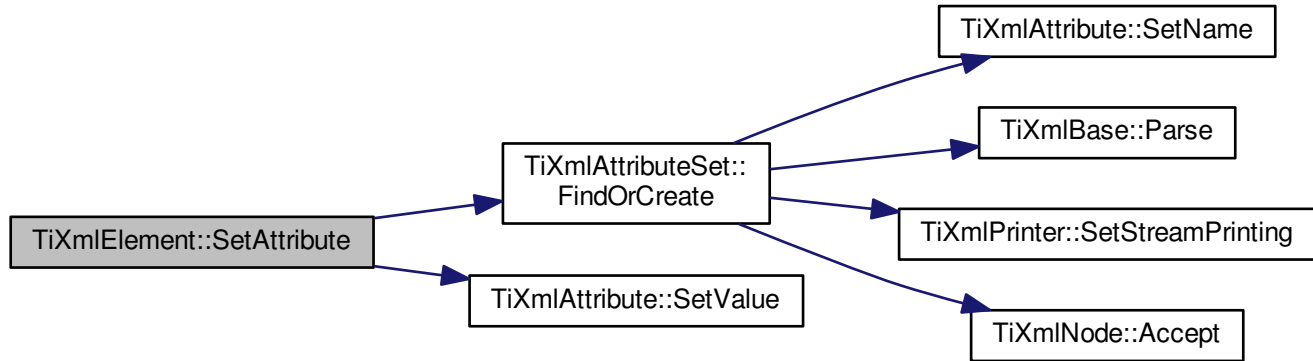 TiXmlElement::SetAttribute
TiXmlAttributeSet::
FindOrCreate
TiXmlAttribute::SetName
TiXmlBase::Parse
TiXmlPrinter::SetStreamPrinting
TiXmlNode::Accept
TiXmlAttribute::SetValue